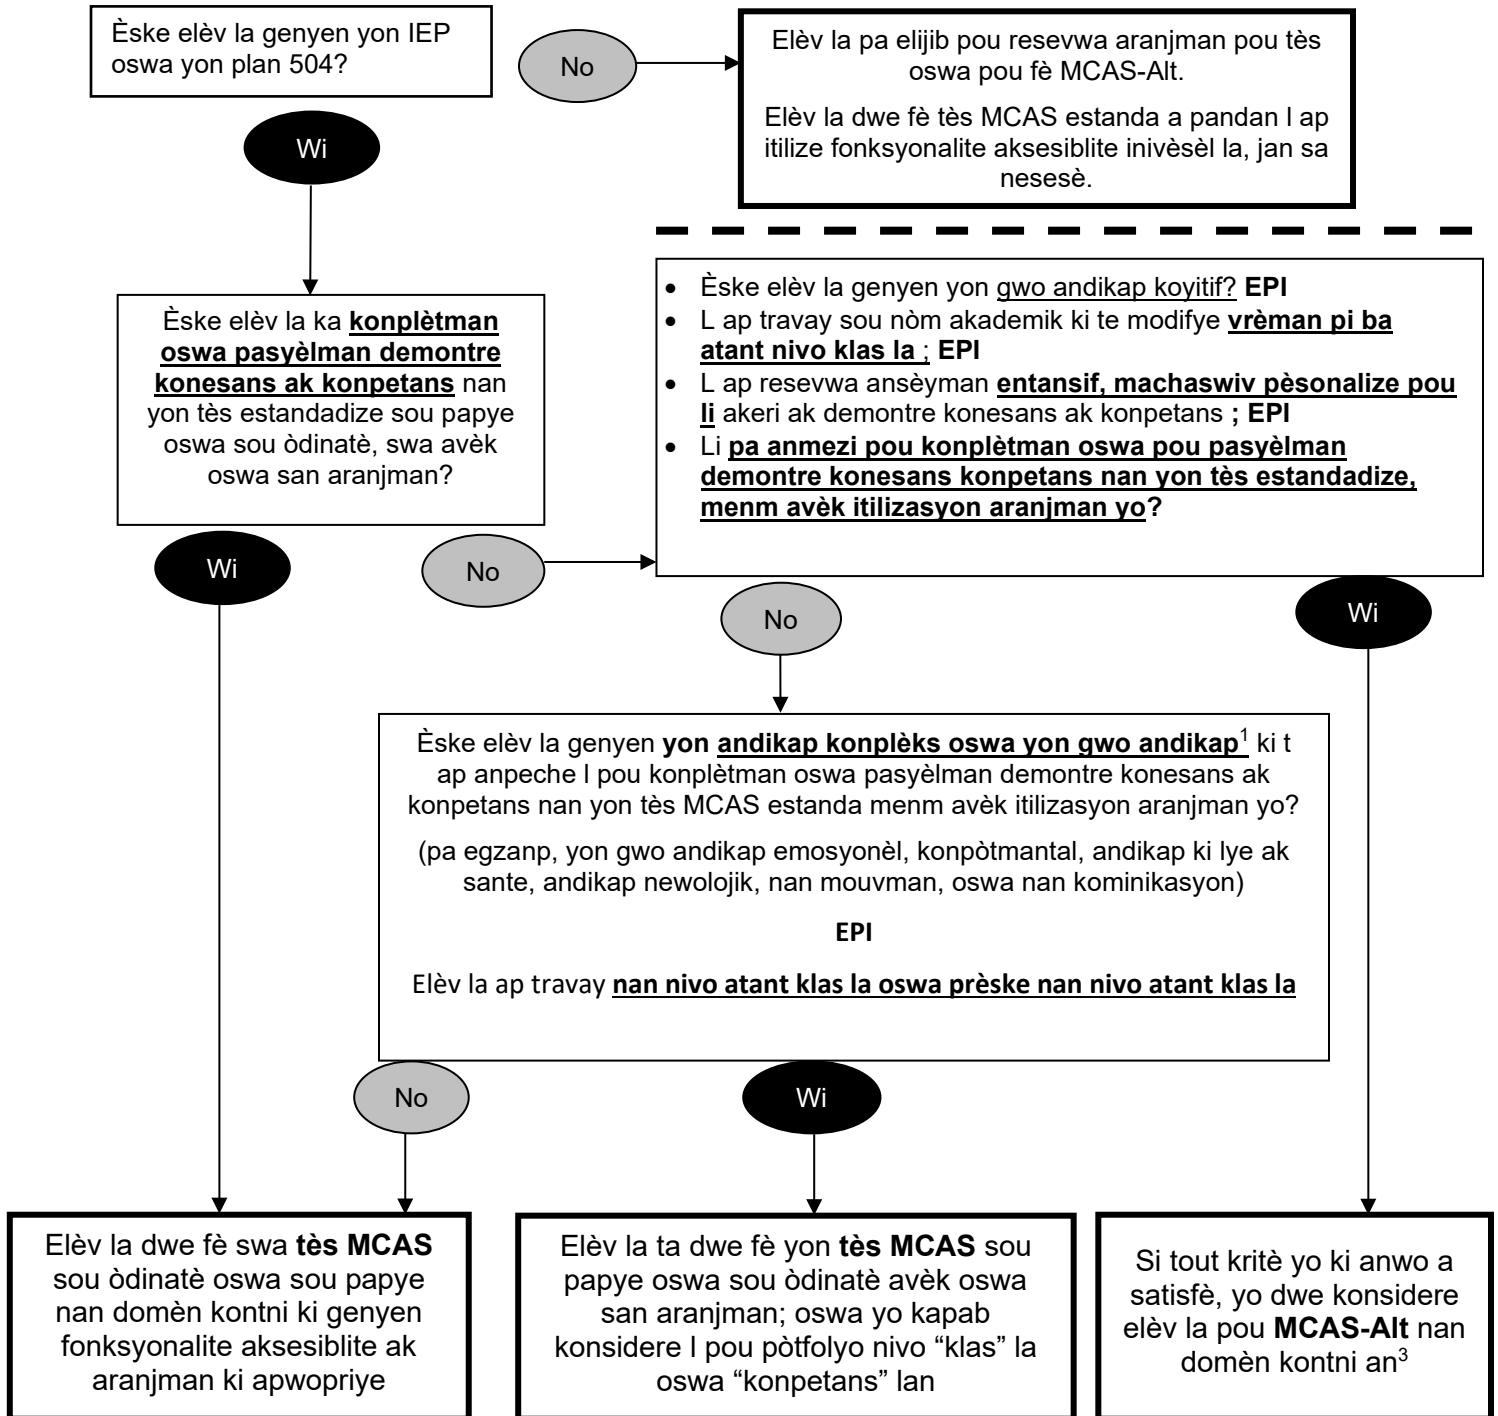 Èske elèv la genyen yon IEP
oswa yon plan 504?
No
Elèv la pa elijib pou resevwa aranjman pou tès
oswa pou fè MCAS-Alt.
Elèv la dwe fè tès MCAS estanda a pandan l ap
itilize fonksyonalite aksesiblite inivèsèl la, jan sa
nesesè.
Wi
Èske elèv la ka konplètman
oswa pasyèlman demontre
konesans ak konpetans nan
yon tès estandadize sou papye
oswa sou òdinatè, swa avèk
oswa san aranjman?
• Èske elèv la genyen yon gwo andikap koyitif? EPI
• L ap travay sou nòm akademik ki te modifye vrèman pi ba
atant nivo klas la ; EPI
• L ap resevwa ansèyman entansif, machaswiv pèsonalize pou
li akeri ak demontre konesans ak konpetans ; EPI
• Li pa anmezi pou konplètman oswa pou pasyèlman
demontre konesans konpetans nan yon tès estandadize,
menm avèk itilizasyon aranjman yo?
Wi
No
No
Wi
Èske elèv la genyen yon andikap konplèks oswa yon gwo andikap1 ki t
ap anpeche l pou konplètman oswa pasyèlman demontre konesans ak
konpetans nan yon tès MCAS estanda menm avèk itilizasyon aranjman yo?
(pa egzanp, yon gwo andikap emosyonèl, konpòtmantal, andikap ki lye ak
sante, andikap newolojik, nan mouvman, oswa nan kominikasyon)
EPI
Elèv la ap travay nan nivo atant klas la oswa prèske nan nivo atant klas la
No
Wi
Elèv la dwe fè swa tès MCAS
sou òdinatè oswa sou papye
nan domèn kontni ki genyen
fonksyonalite aksesiblite ak
aranjman ki apwopriye
Elèv la ta dwe fè yon tès MCAS sou
papye oswa sou òdinatè avèk oswa
san aranjman; oswa yo kapab
konsidere l pou pòtfolyo nivo “klas” la
oswa “konpetans” lan
Si tout kritè yo ki anwo a
satisfè, yo dwe konsidere
elèv la pou MCAS-Alt nan
domèn kontni an3